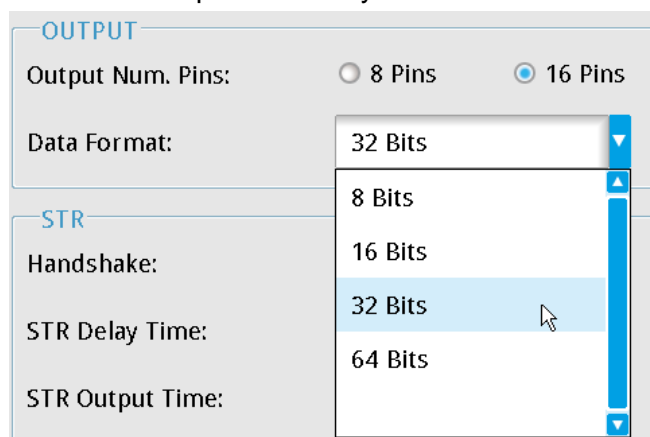 OUTPUT
Output Num. Pins: 8 Pins 16 Pins
Data Format: 32 Bits
8 Bits
STR
16 Bits
Handshake:
32 Bits
STR Delay Time:
64 Bits
STR Output Time: